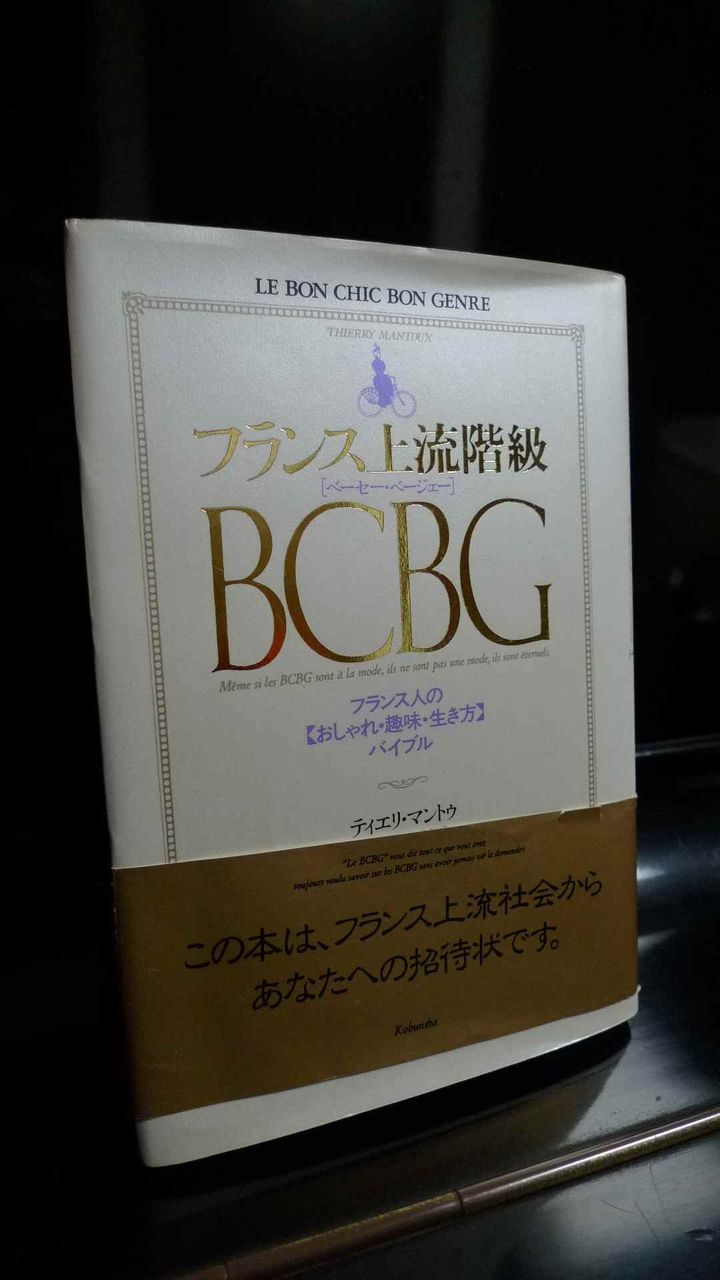 LE BON CHIC BON GENRE
THIERRY MANTOUX
フランス上流階級
[ベーセー・ベージェー]
BCBG
Même si les BCBG sont à la mode, ils ne sont pas une mode, ils sont éternels.
フランス人の
【おしゃれ・趣味・生き方】
バイブル
ティエリ・マントゥ
"Le BCBG" vous dit tout ce que vous avez
toujours voulu savoir sur les BCBG sans avoir jamais osé le demander.
この本は、フランス上流社会から
あなたへの招待状です。
Kobunsha